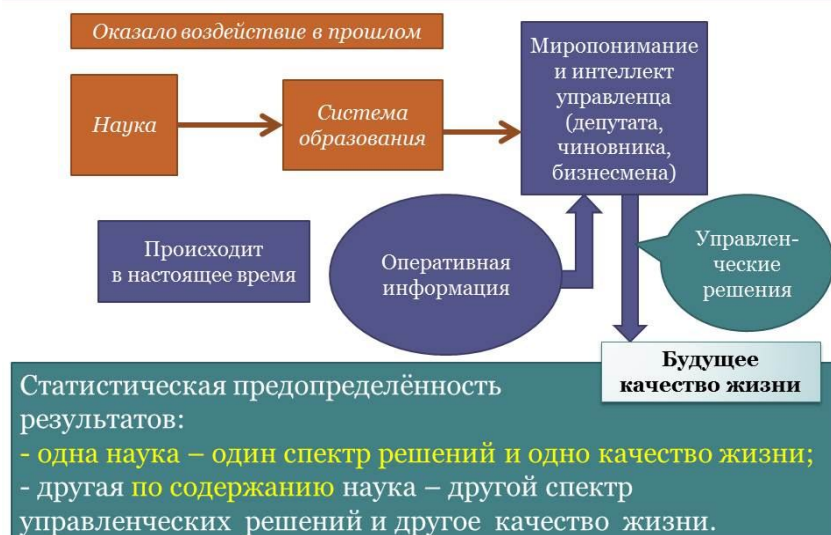 Оказало воздействие в прошлом
Наука
Система
образования
Миропонимание
и интеллект
управленца
(депутата,
чиновника,
бизнесмена)
Происходит
в настоящее время
Оперативная
информация
Управлен-
ческие
решения
Будущее
качество жизни
Статистическая предопределённость
результатов:
- одна наука – один спектр решений и одно качество жизни;
- другая по содержанию наука – другой спектр
управленческих решений и другое качество жизни.